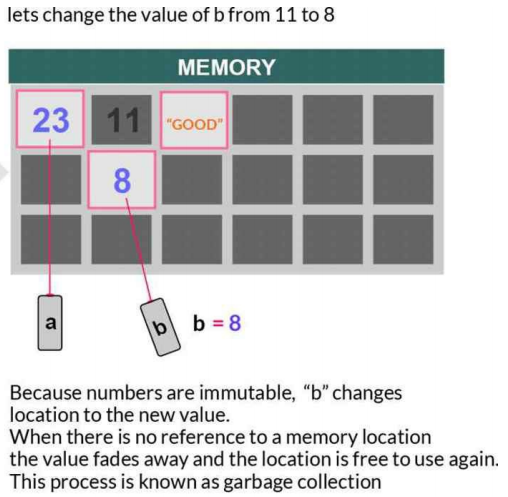 lets change the value of b from 11 to 8
MEMORY
23 11 "GOOD"
8
a b b = 8
Because numbers are immutable, “b” changes
location to the new value.
When there is no reference to a memory location
the value fades away and the location is free to use again.
This process is known as garbage collection